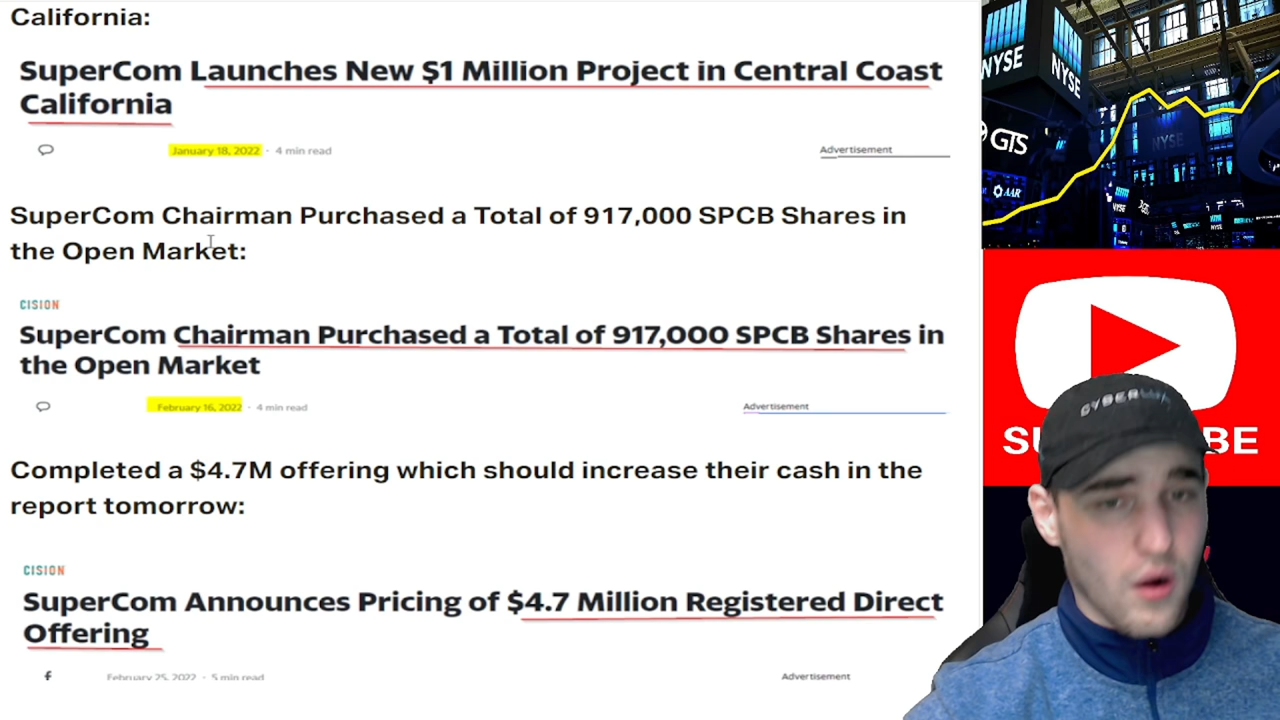 California:
SuperCom Launches New $1 Million Project in Central Coast
California
January 18, 2022 · 4 min read
Advertisement
SuperCom Chairman Purchased a Total of 917,000 SPCB Shares in
the Open Market:
CISION
SuperCom Chairman Purchased a Total of 917,000 SPCB Shares in
the Open Market
February 16, 2022 · 4 min read
Advertisement
Completed a $4.7M offering which should increase their cash in the
report tomorrow:
CISION
SuperCom Announces Pricing of $4.7 Million Registered Direct
Offering
February 25, 2022 · 5 min read
Advertisement
NYSE
NYSE
GTS
NYSE
AAR